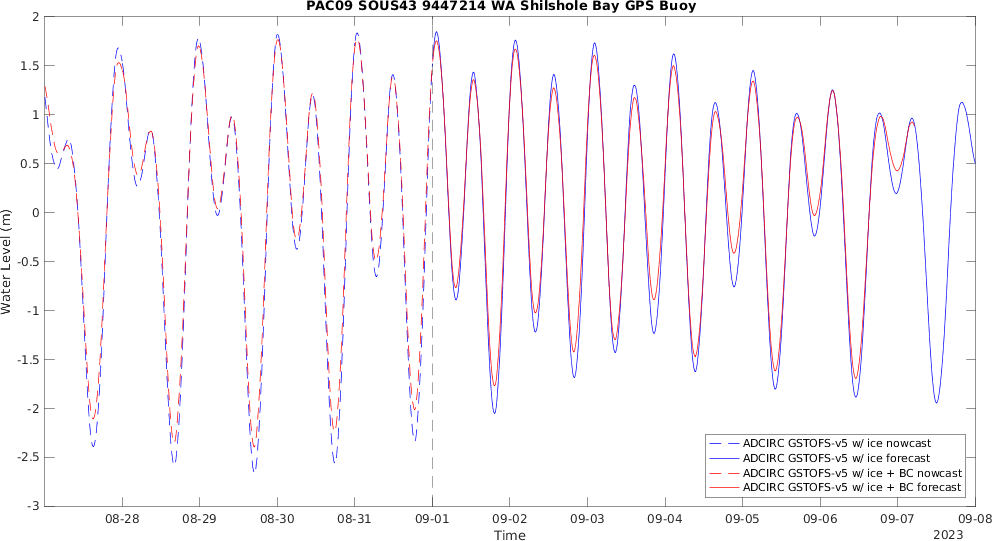 PAC09 SOUS43 9447214 WA Shilshole Bay GPS Buoy
2
1.5
1
0.5
0
-0.5
-1
-1.5
-2
-2.5
-3
Water Level (m)
08-28 08-29 08-30 08-31 09-01 09-02 09-03 09-04 09-05 09-06 09-07 09-08
Time
2023
ADCIRC GSTOFS-v5 w/ ice nowcast
ADCIRC GSTOFS-v5 w/ ice forecast
ADCIRC GSTOFS-v5 w/ ice + BC nowcast
ADCIRC GSTOFS-v5 w/ ice + BC forecast